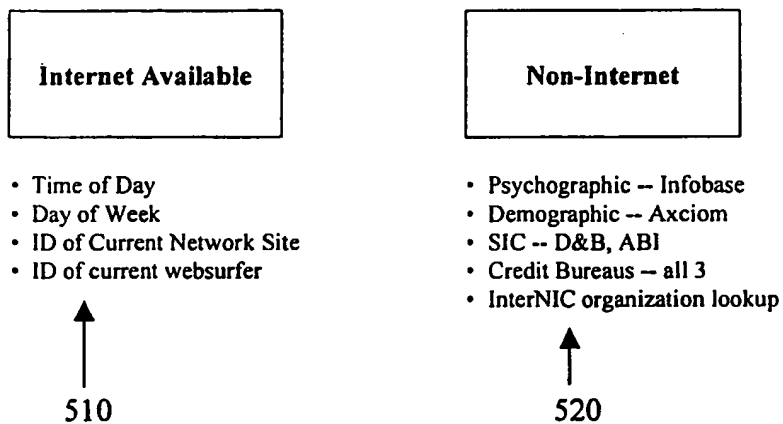 Internet Available
• Time of Day
• Day of Week
• ID of Current Network Site
• ID of current websurfer
510
Non-Internet
• Psychographic -- Infobase
• Demographic -- Axciom
• SIC -- D&B, ABI
• Credit Bureaus -- all 3
• InterNIC organization lookup
520